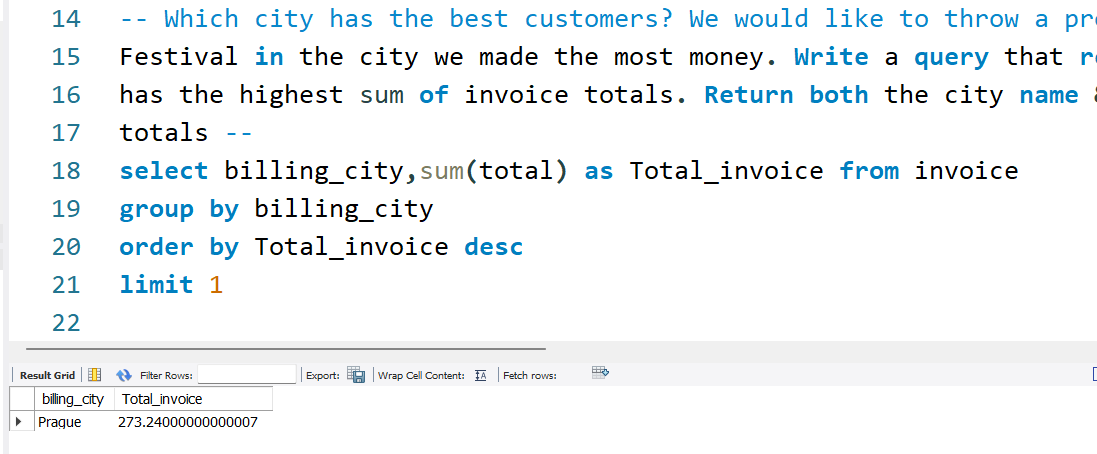 14 -- Which city has the best customers? We would like to throw a
15 Festival in the city we made the most money. Write a query that
16 has the highest sum of invoice totals. Return both the city name
17 totals --
18 select billing_city,sum(total) as Total_invoice from invoice
19 group by billing_city
20 order by Total_invoice desc
21 limit 1
22
Result Grid Filter Rows: Export: Wrap Cell Content: IA Fetch rows:
billing_city Total_invoice
Prague 273.24000000000007